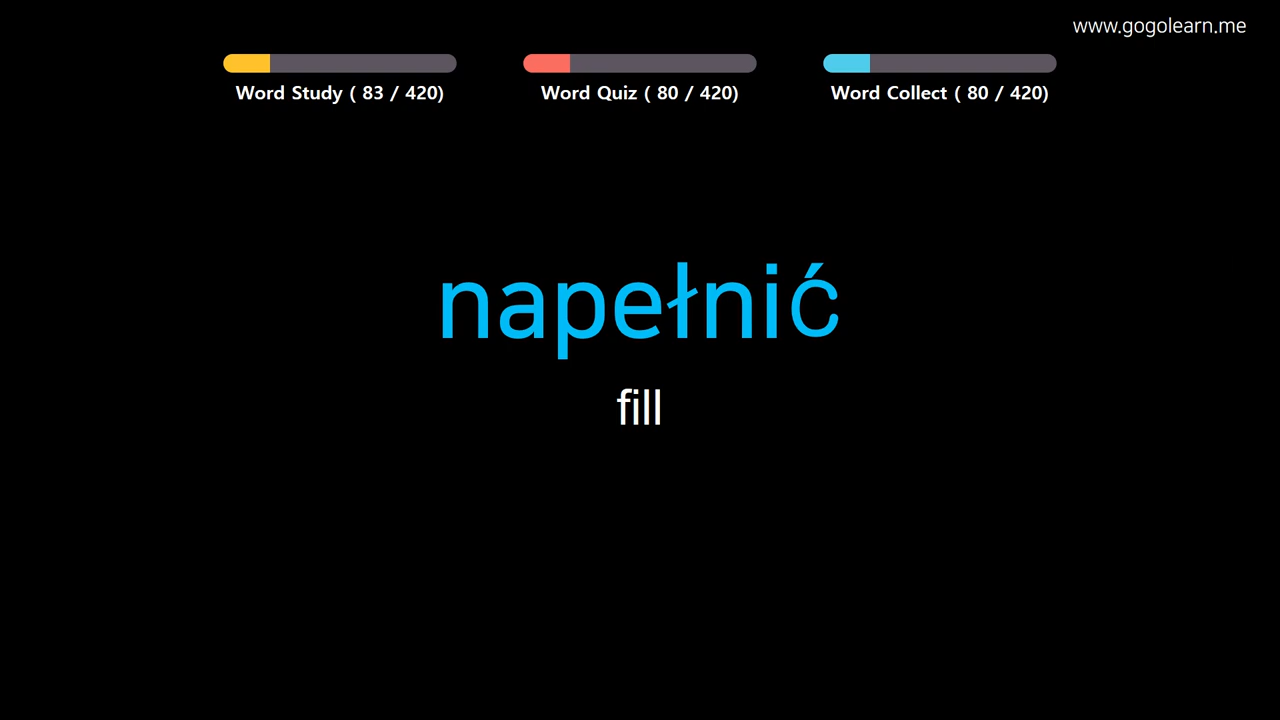 www.gogolearn.me
Word Study ( 83 / 420)
Word Quiz ( 80 / 420)
Word Collect ( 80 / 420)
napełnić
fill